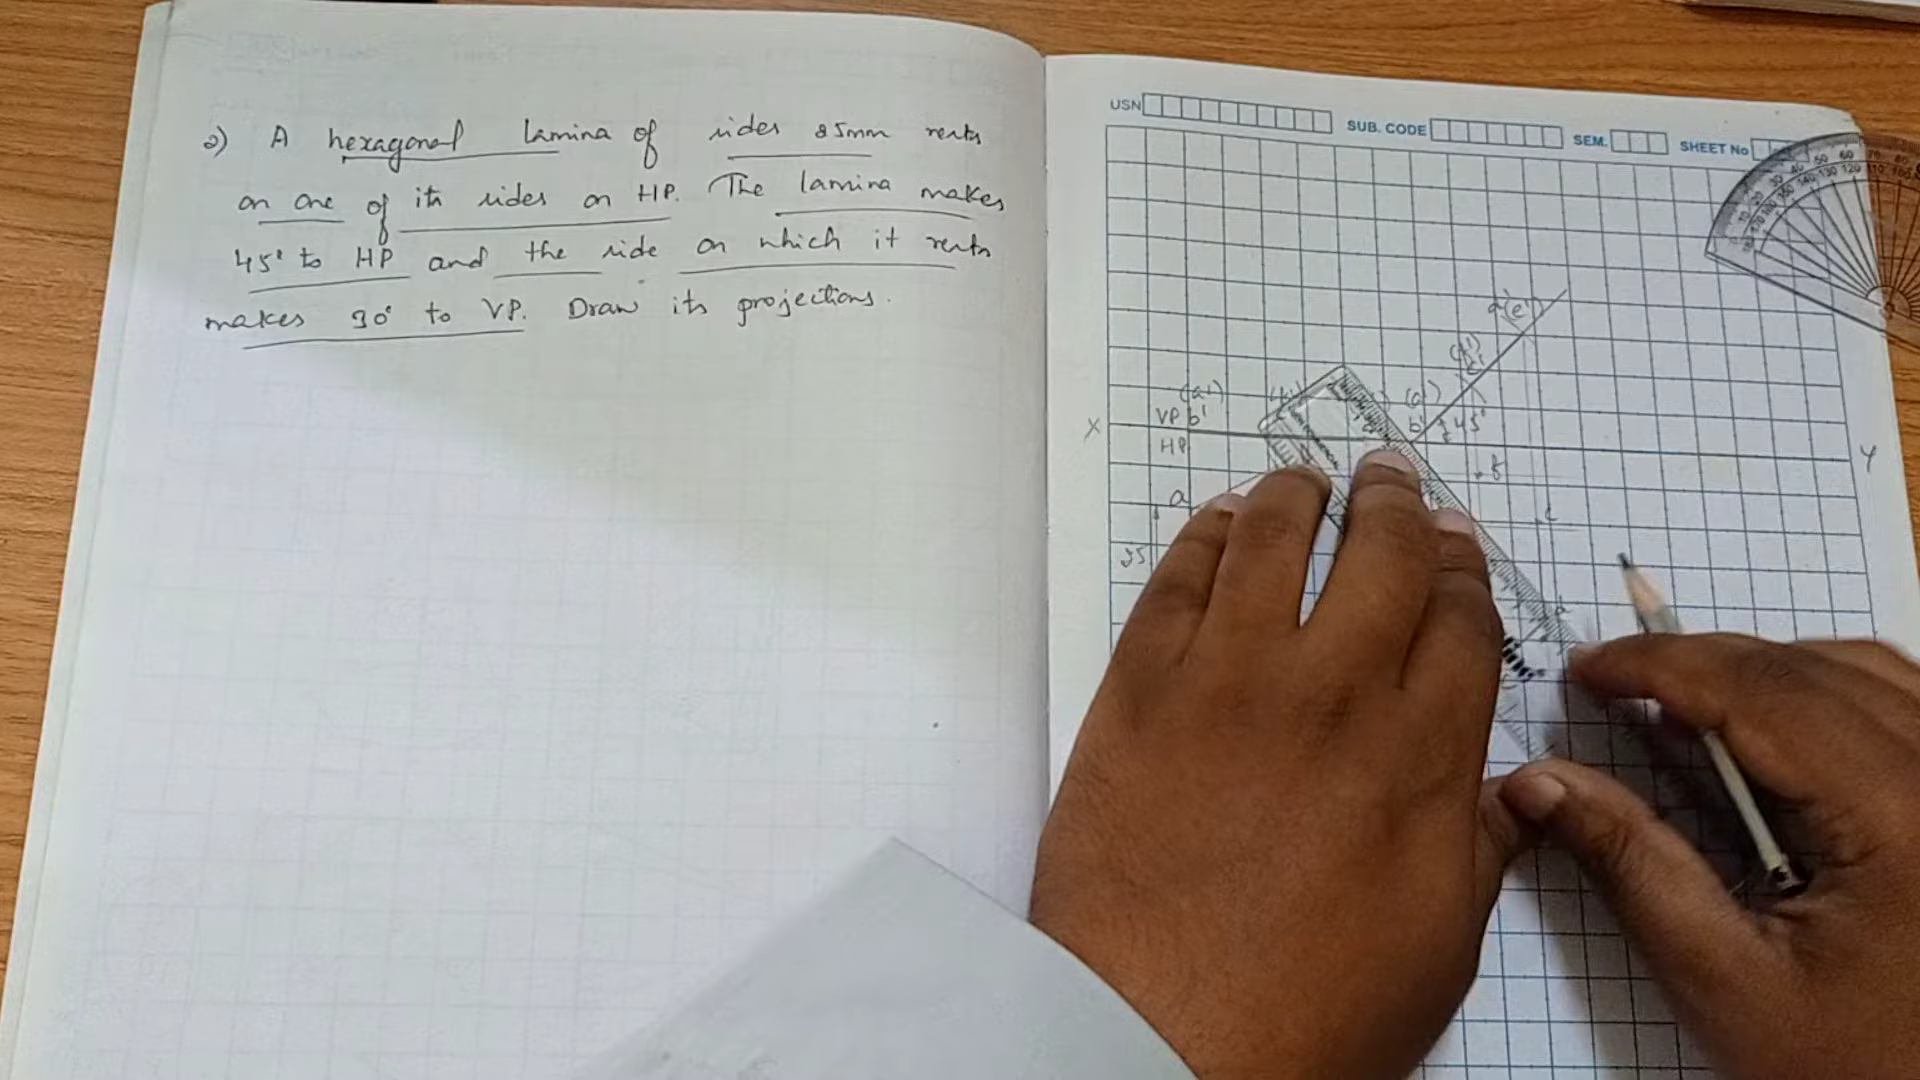 2) A hexagonal lamina of sides 25mm rests
on one of its sides on HP. The lamina makes
45° to HP and the side on which it rests
makes 30° to VP. Draw its projections.
USN
SUB. CODE
SEM.
SHEET No
d'(e')
(f')
c'
(a')
(a')
VP b'
b'
45°
X
HP
Y
f
a
e
25
d